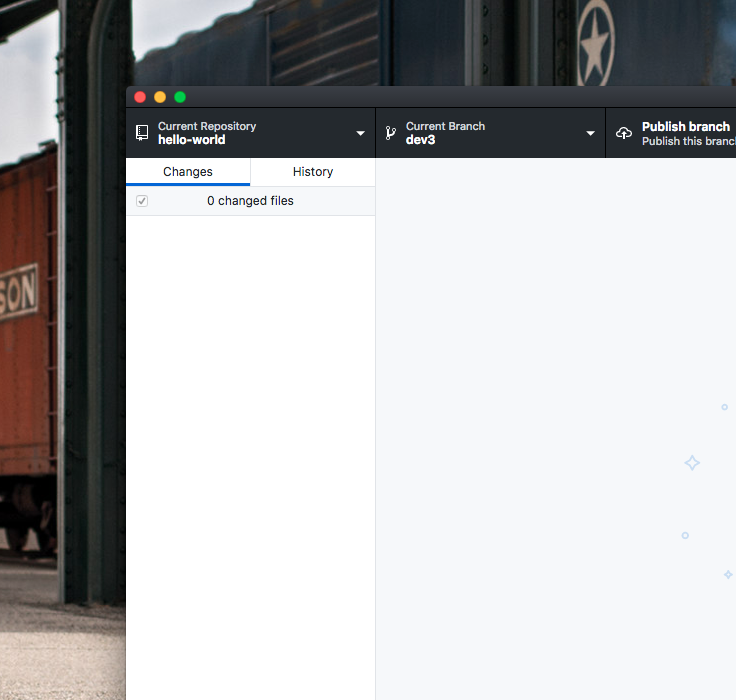 Current Repository
hello-world
Current Branch
dev3
Publish branch
Publish this branc
Changes
History
0 changed files
SON